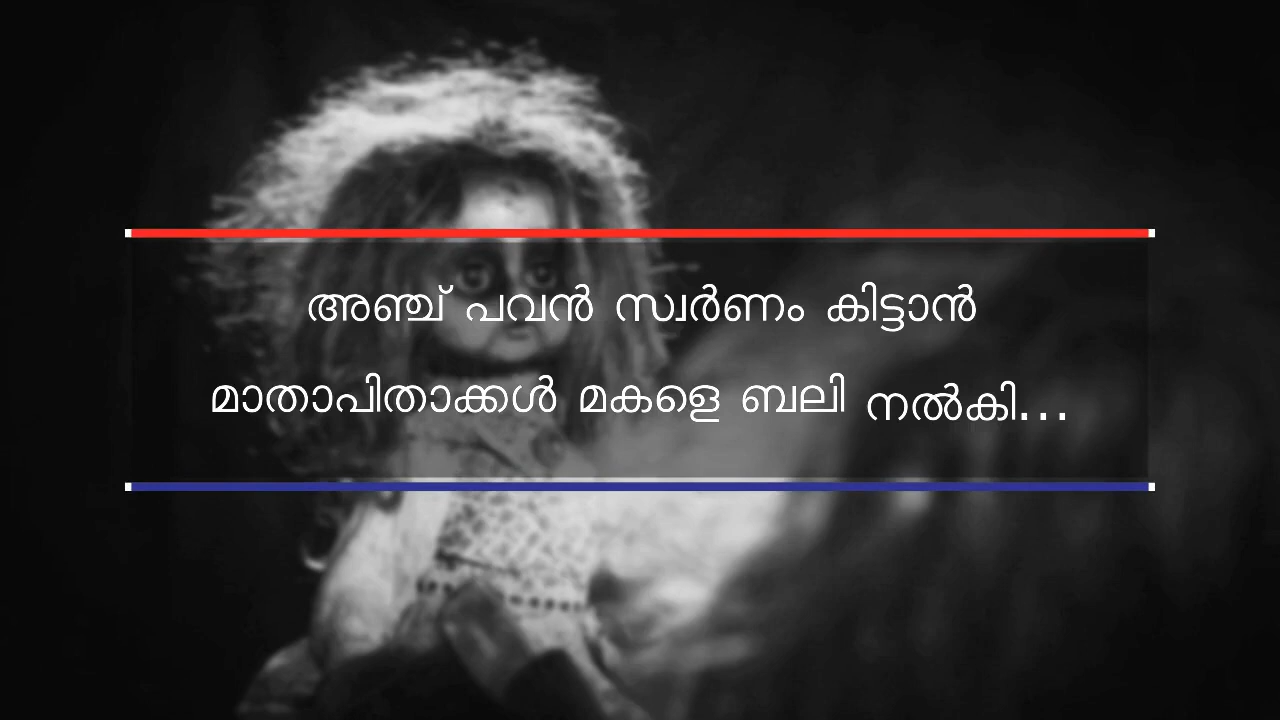 അഞ്ച് പവൻ സ്വർണം കിട്ടാൻ
മാതാപിതാക്കൾ മകളെ ബലി നൽകി...